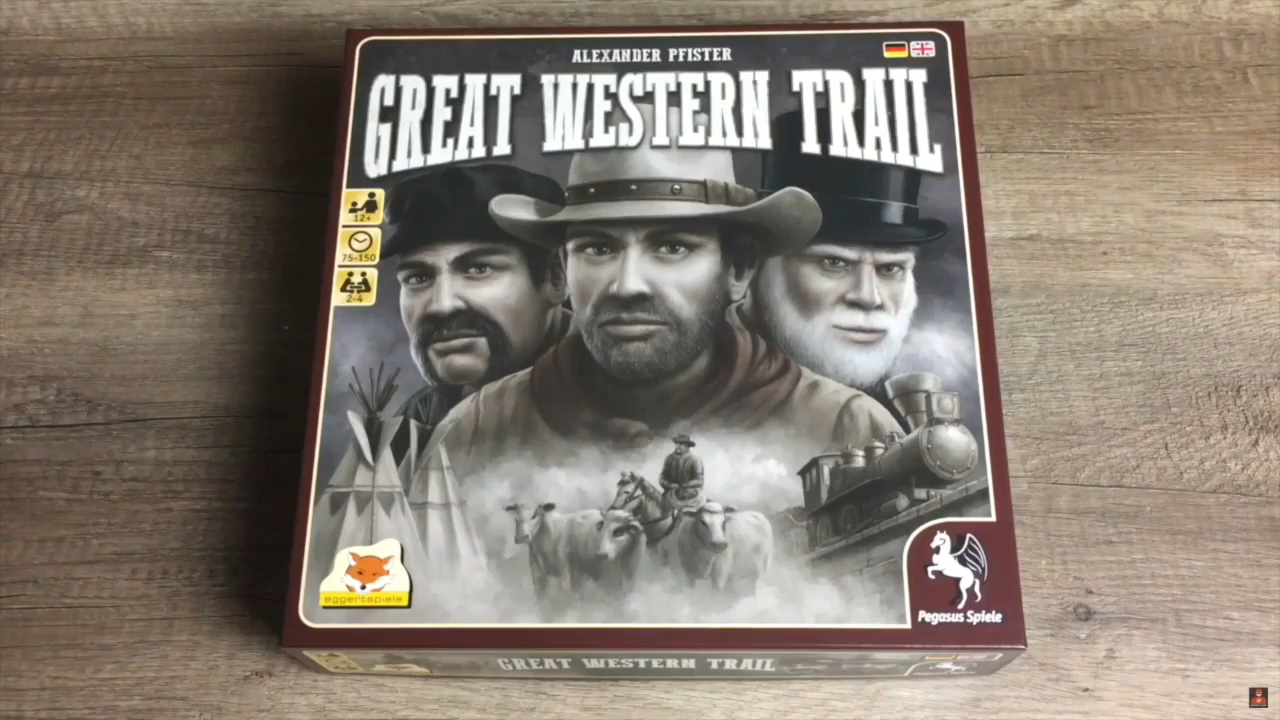 ALEXANDER PFISTER
GREAT WESTERN TRAIL
12+
75-150
2-4
eggertspiele
Pegasus Spiele
GREAT WESTERN TRAIL